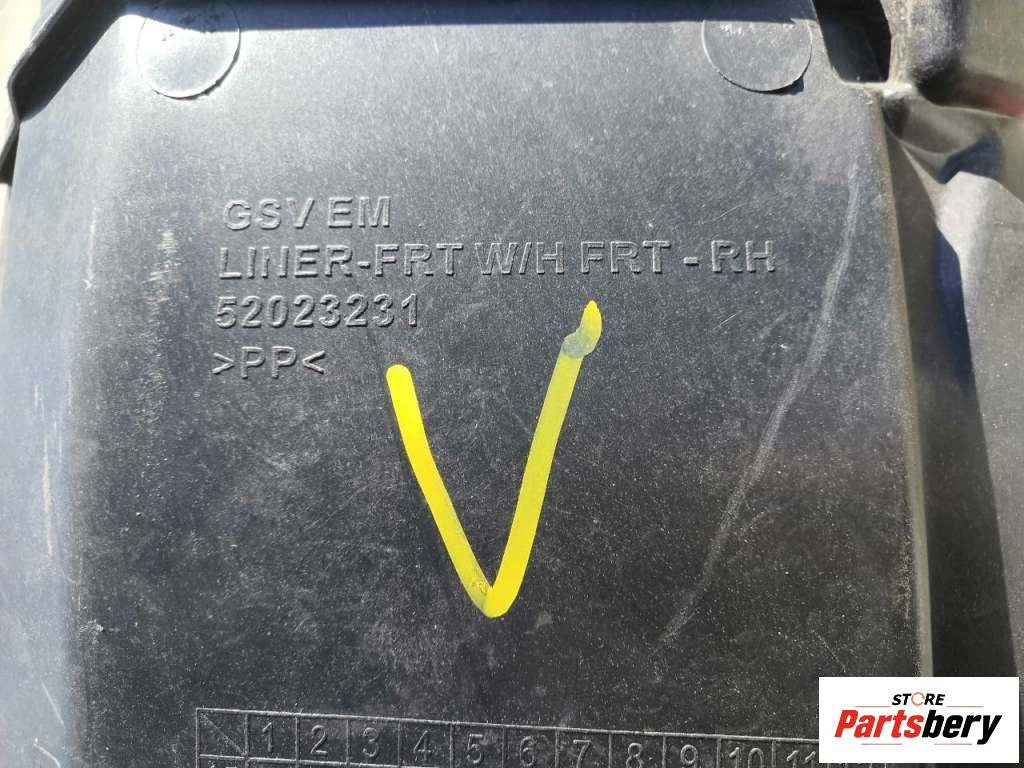 GSV EM
LINER-FRT W/H FRT - RH
52023231
>PP<
V
1 2 3 4 5 6 7 8 9 10 11
STORE
Partsbery